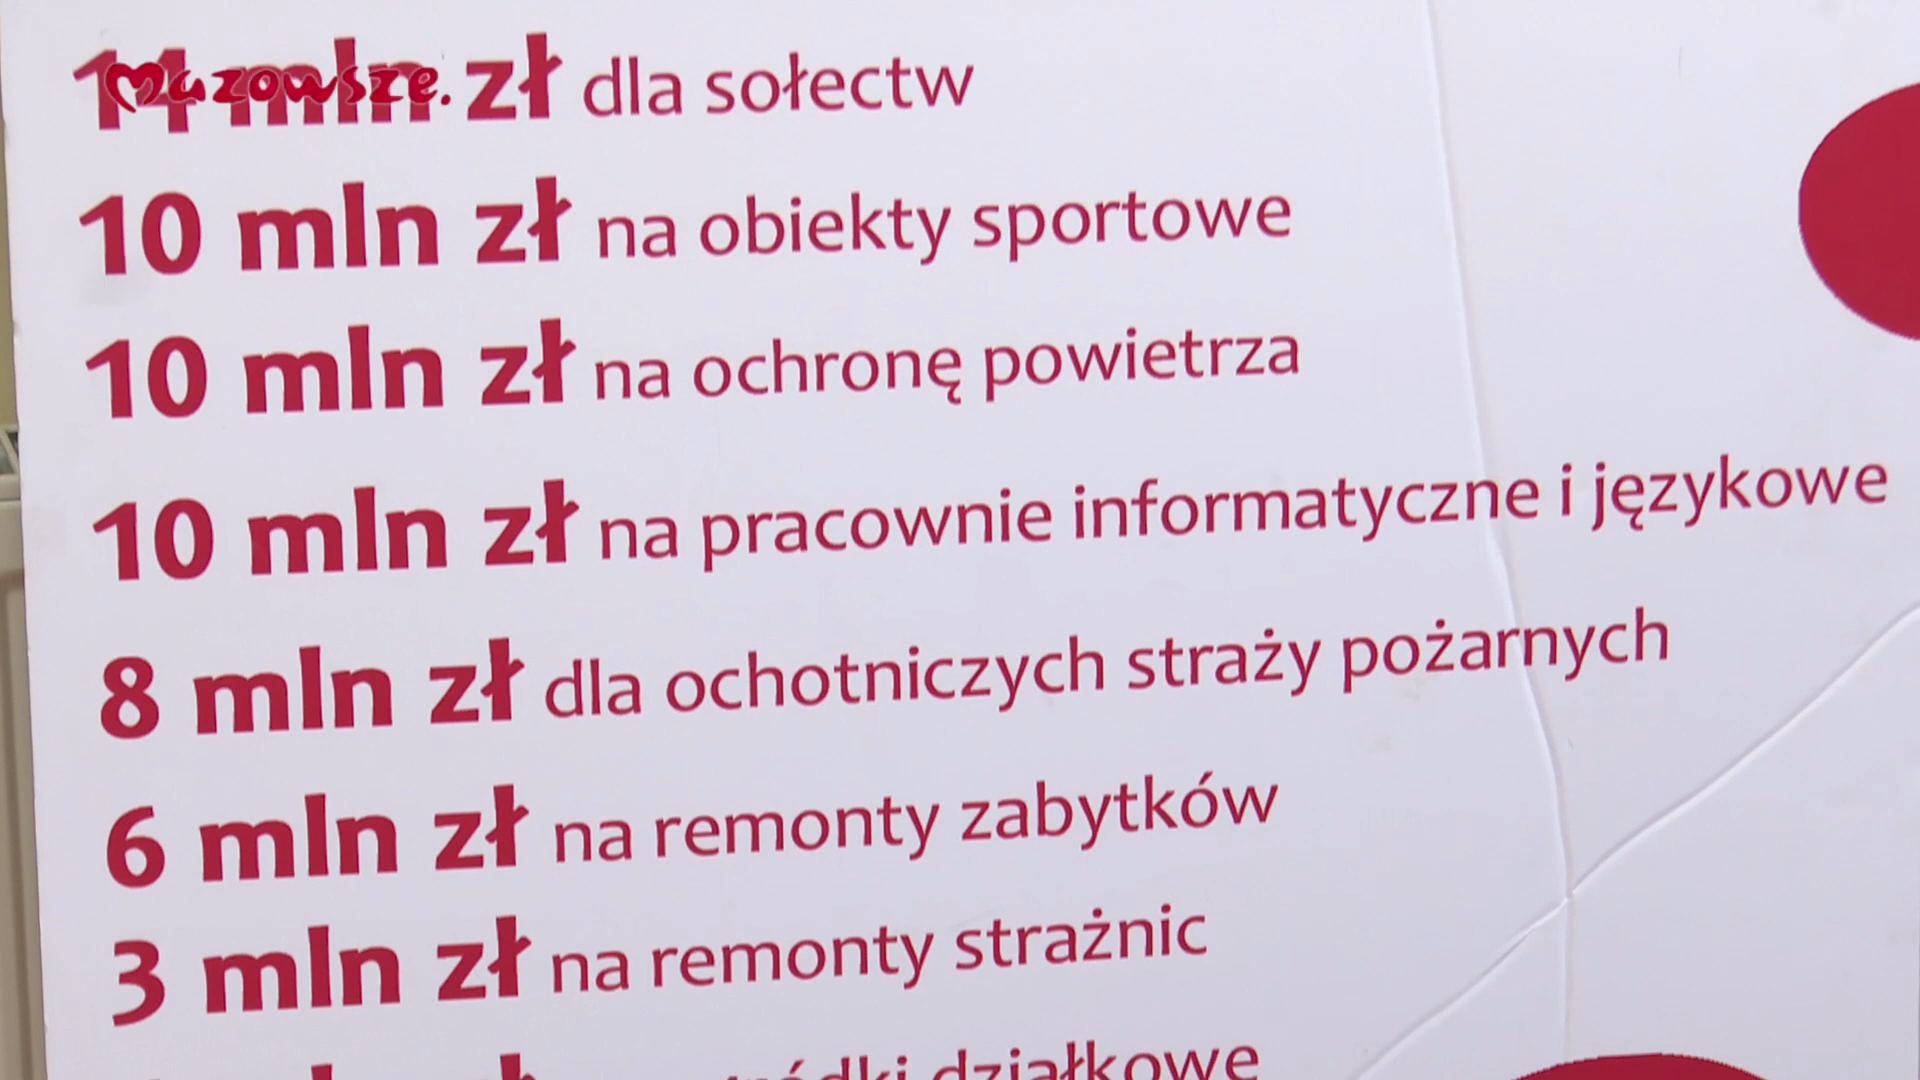 mazowsze.
14 mln zł dla sołectw
10 mln zł na obiekty sportowe
10 mln zł na ochronę powietrza
10 mln zł na pracownie informatyczne i językowe
8 mln zł dla ochotniczych straży pożarnych
6 mln zł na remonty zabytków
3 mln zł na remonty strażnic
działkowe